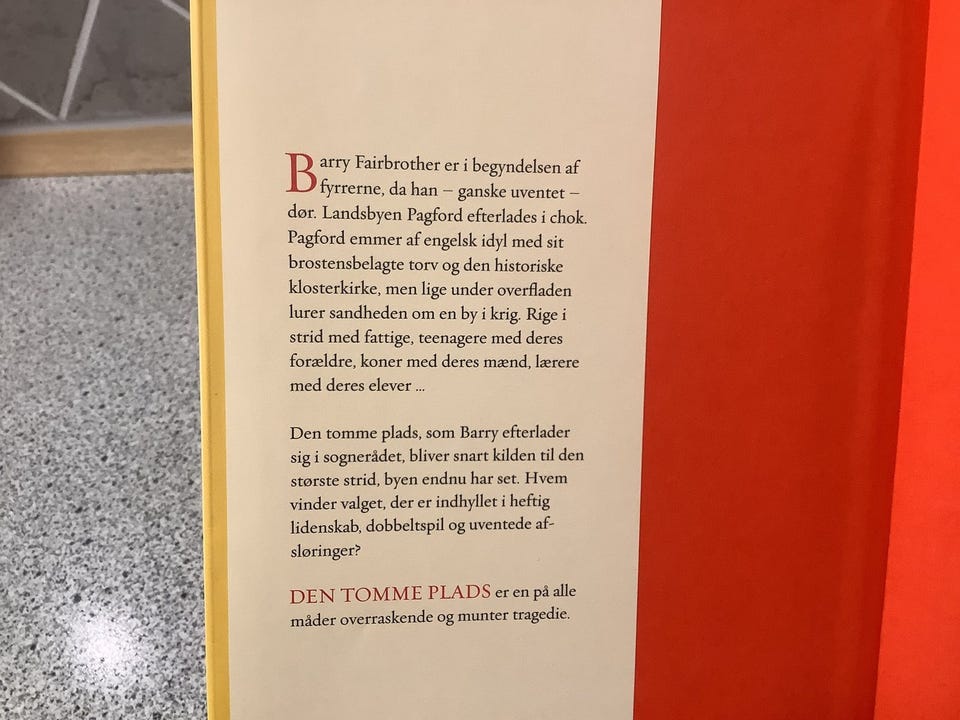 Barry Fairbrother er i begyndelsen af
fyrrerne, da han – ganske uventet –
dør. Landsbyen Pagford efterlades i chok.
Pagford emmer af engelsk idyl med sit
brostensbelagte torv og den historiske
klosterkirke, men lige under overfladen
lurer sandheden om en by i krig. Rige i
strid med fattige, teenagere med deres
forældre, koner med deres mænd, lærere
med deres elever ...
Den tomme plads, som Barry efterlader
sig i sognerådet, bliver snart kilden til den
største strid, byen endnu har set. Hvem
vinder valget, der er indhyllet i heftig
lidenskab, dobbeltspil og uventede af-
sløringer?
DEN TOMME PLADS er en på alle
måder overraskende og munter tragedie.